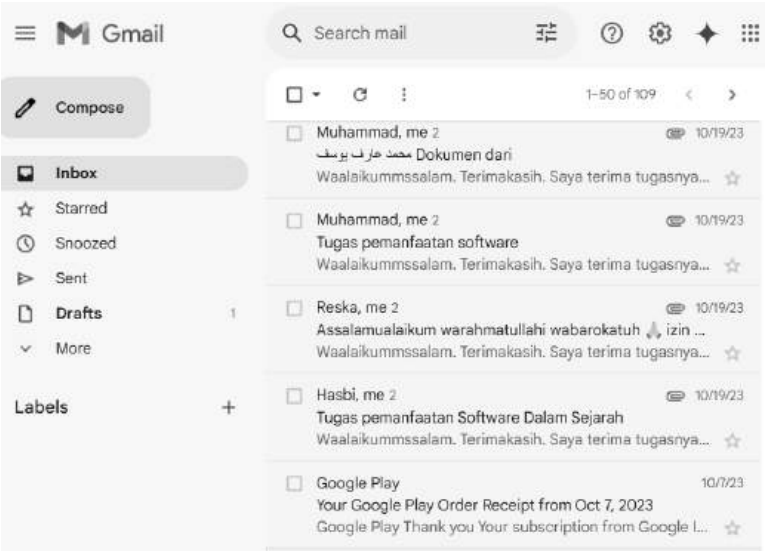 Gmail
Search mail
Compose
1–50 of 109
Inbox
Starred
Snoozed
Sent
Drafts 1
More
Labels +
Muhammad, me 2 10/19/23
محمد عارف يوسف Dokumen dari
Waalaikummssalam. Terimakasih. Saya terima tugasnya...
Muhammad, me 2 10/19/23
Tugas pemanfaatan software
Waalaikummssalam. Terimakasih. Saya terima tugasnya...
Reska, me 2 10/19/23
Assalamualaikum warahmatullahi wabarokatuh 🙏 izin ...
Waalaikummssalam. Terimakasih. Saya terima tugasnya...
Hasbi, me 2 10/19/23
Tugas pemanfaatan Software Dalam Sejarah
Waalaikummssalam. Terimakasih. Saya terima tugasnya...
Google Play 10/7/23
Your Google Play Order Receipt from Oct 7, 2023
Google Play Thank you Your subscription from Google l...